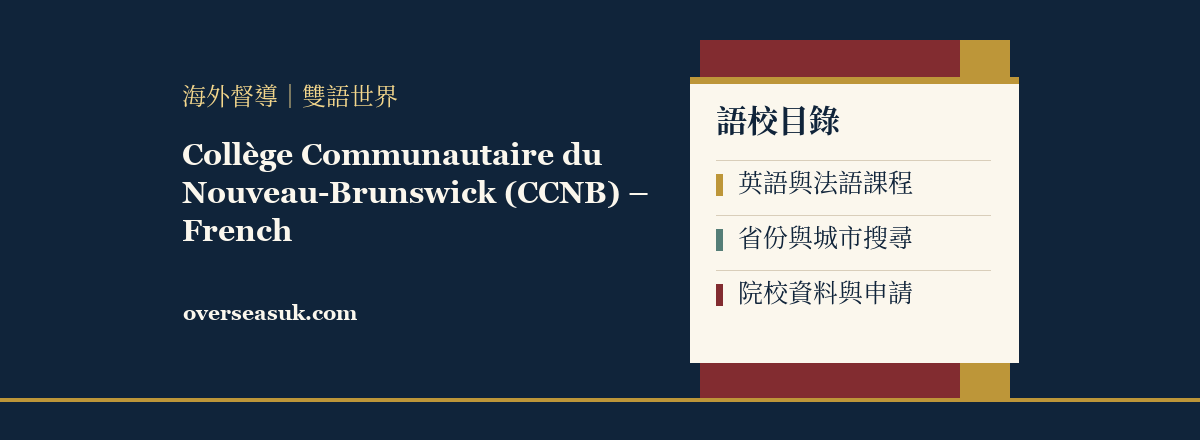 海外督導｜雙語世界
Collège Communautaire du
Nouveau-Brunswick (CCNB) –
French
overseasuk.com
語校目錄
英語與法語課程
省份與城市搜尋
院校資料與申請